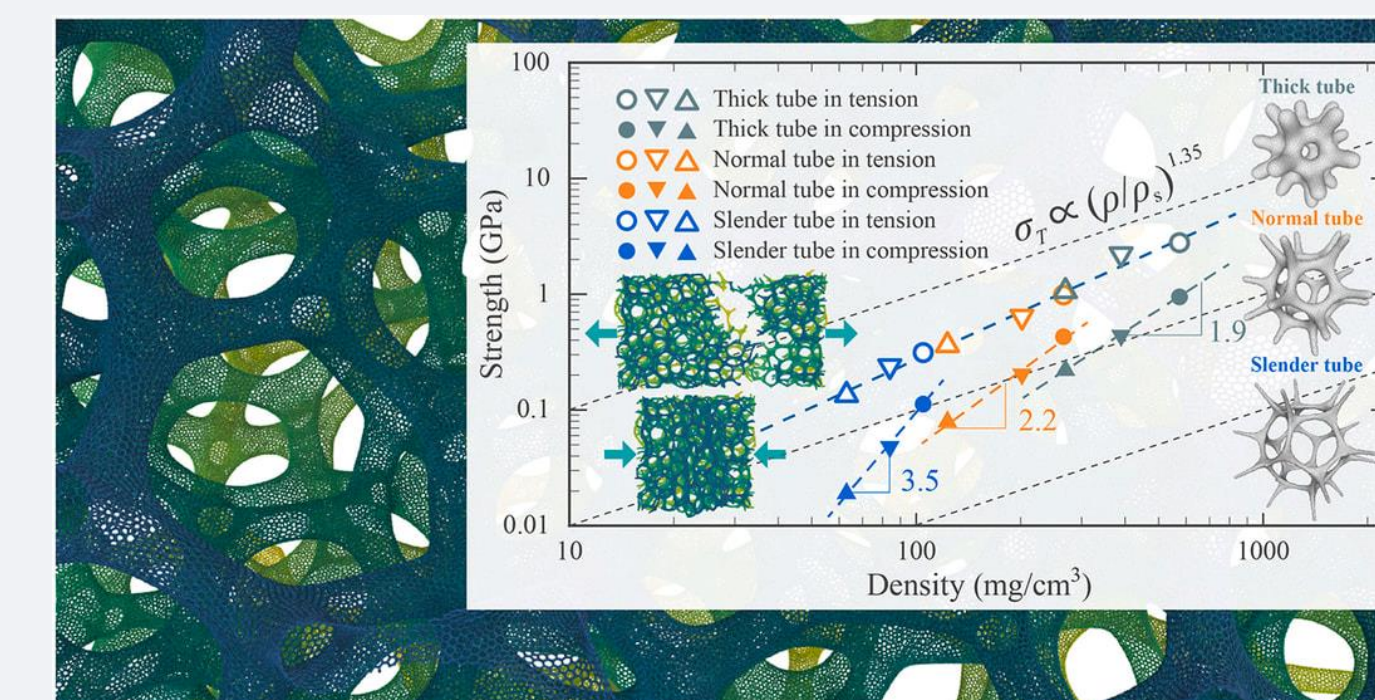 100
10
1
0.1
0.01
Strength (GPa)
Thick tube in tension
Thick tube in compression
Normal tube in tension
Normal tube in compression
Slender tube in tension
Slender tube in compression
σ_T ∝ (ρ/ρ_s)^1.35
Thick tube
Normal tube
Slender tube
1.9
2.2
3.5
10
100
1000
Density (mg/cm³)